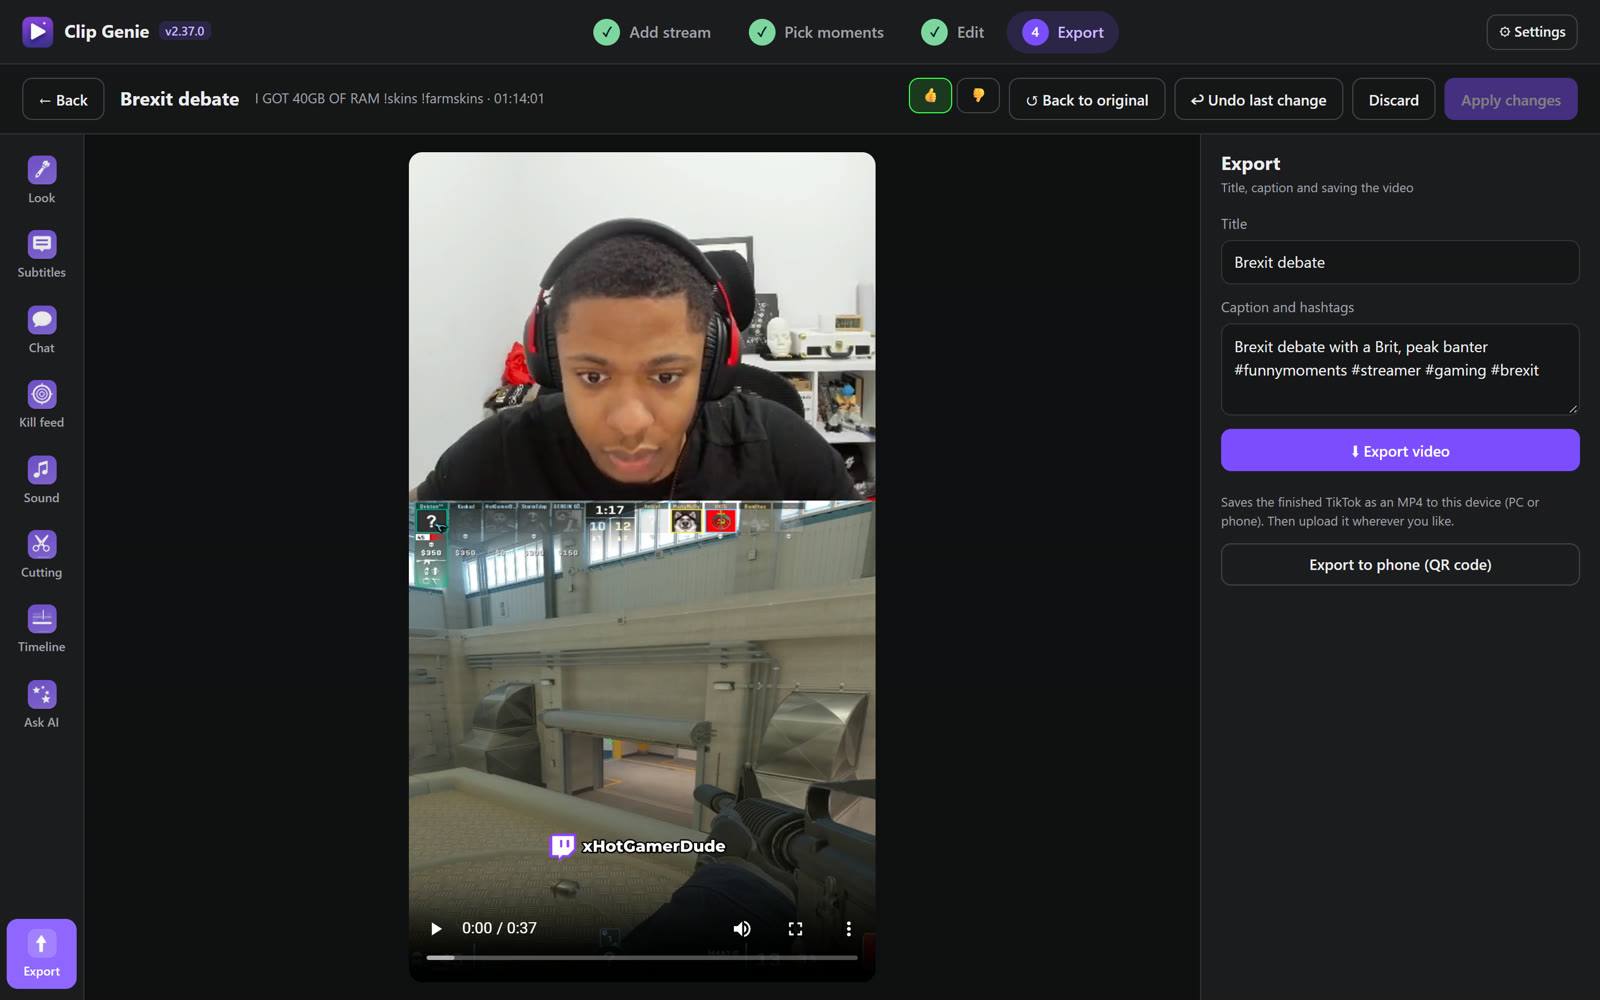 Clip Genie v2.37.0
✓ Add stream ✓ Pick moments ✓ Edit 4 Export
⚙ Settings
← Back
Brexit debate I GOT 40GB OF RAM !skins !farmskins · 01:14:01
👍 👎 ↺ Back to original ↩ Undo last change Discard Apply changes
Look
Subtitles
Chat
Kill feed
Sound
Cutting
Timeline
Ask AI
Export
1:17
10 12
$350 $350
$150
xHotGamerDude
0:00 / 0:37
Export
Title, caption and saving the video
Title
Brexit debate
Caption and hashtags
Brexit debate with a Brit, peak banter
#funnymoments #streamer #gaming #brexit
⬇ Export video
Saves the finished TikTok as an MP4 to this device (PC or
phone). Then upload it wherever you like.
Export to phone (QR code)